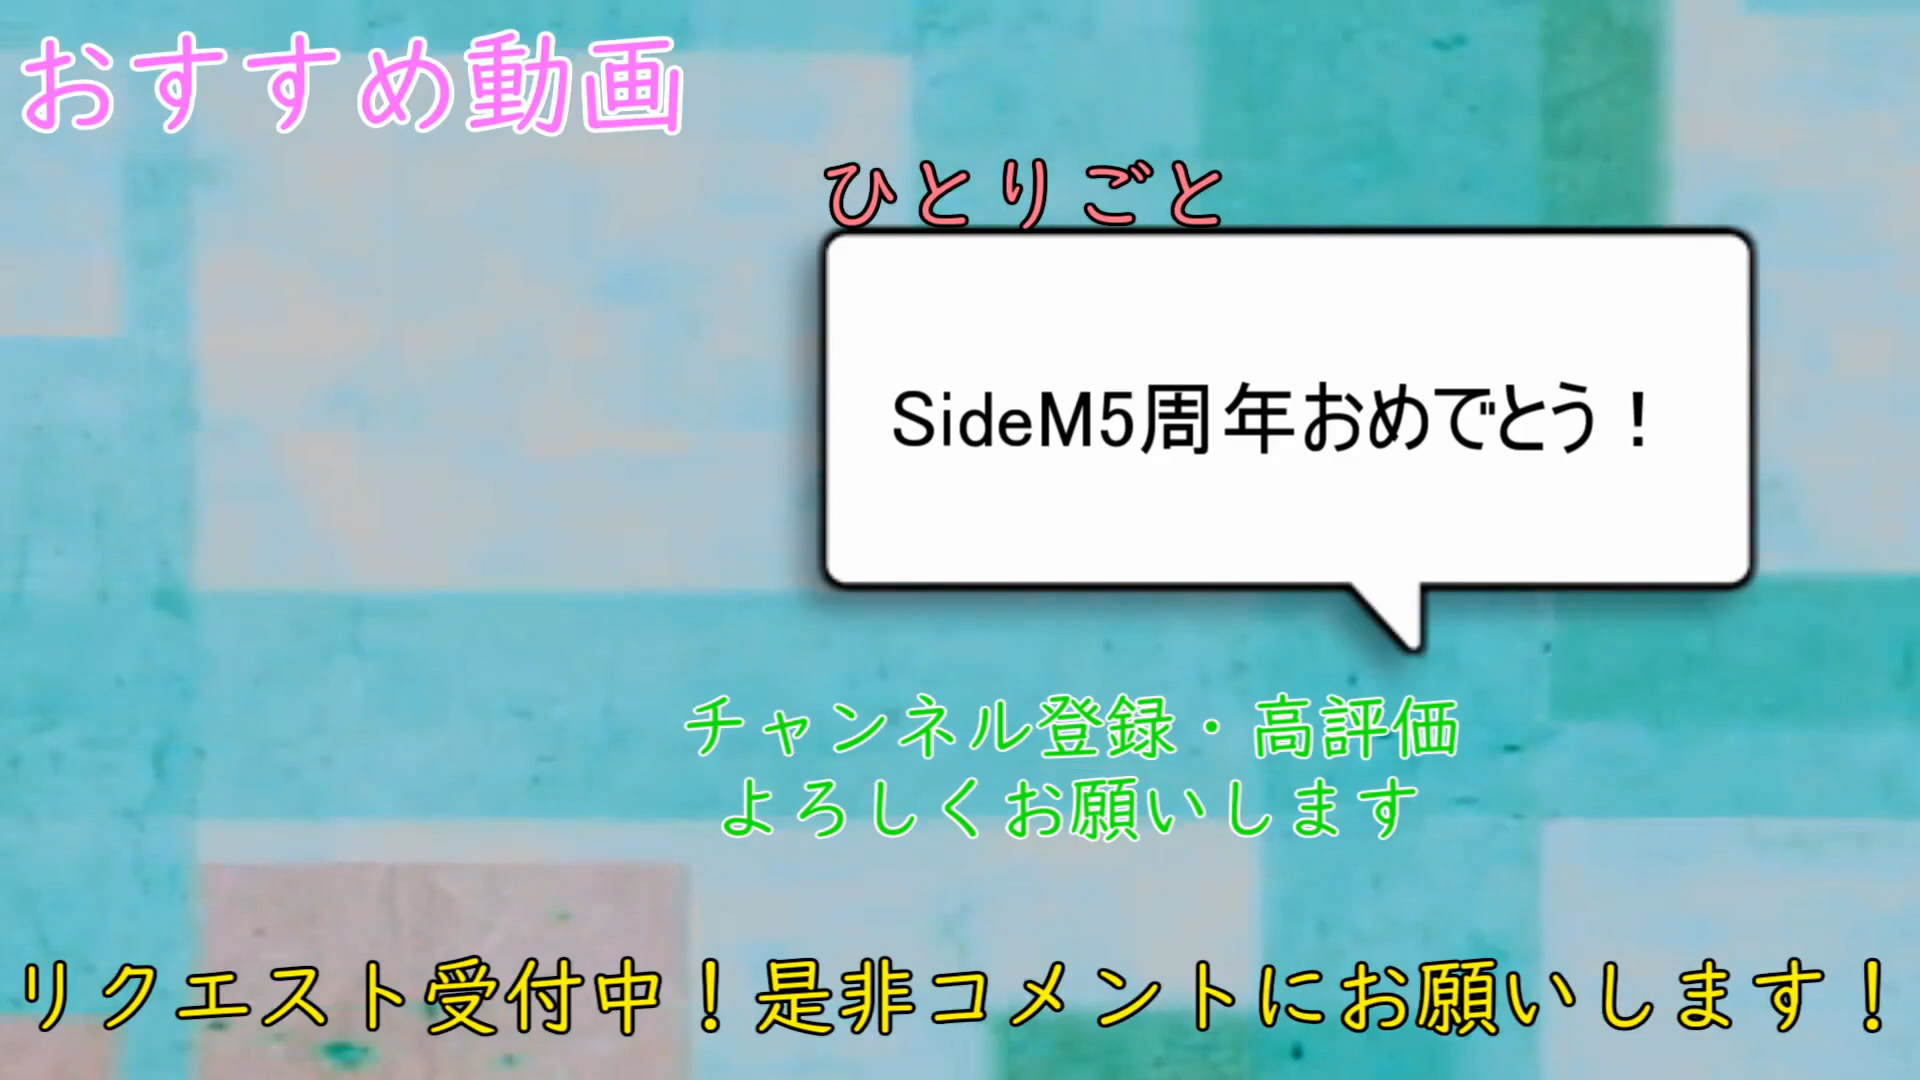 おすすめ動画
ひとりごと
SideM5周年おめでとう！
チャンネル登録・高評価
よろしくお願いします
リクエスト受付中！是非コメントにお願いします！